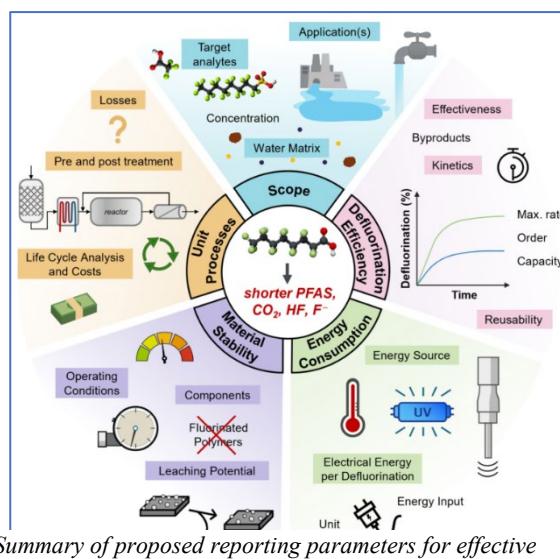 Target
analytes
Application(s)
Concentration
Water Matrix
Scope
Losses
?
Pre and post treatment
reactor
Life Cycle Analysis
and Costs
Unit
Processes
Effectiveness
Byproducts
Kinetics
Defluorination (%)
Max. rate
Order
Capacity
Time
Reusability
Defluorination
Efficiency
shorter PFAS,
CO₂, HF, F⁻
Material
Stability
Operating
Conditions
Components
Fluorinated
Polymers
Leaching Potential
Energy
Consumption
Energy Source
UV
Electrical Energy
per Defluorination
Energy Input
Unit
Summary of proposed reporting parameters for effective